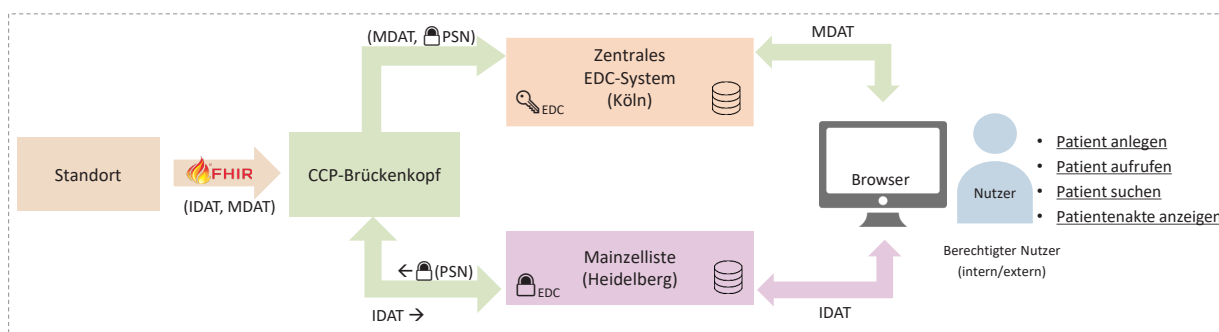 (MDAT, PSN)
Zentrales
EDC-System
(Köln)
EDC
MDAT
Standort
FHIR
(IDAT, MDAT)
CCP-Brückenkopf
Browser
Nutzer
• Patient anlegen
• Patient aufrufen
• Patient suchen
• Patientenakte anzeigen
Berechtigter Nutzer
(intern/extern)
← (PSN)
IDAT →
Mainzelliste
(Heidelberg)
EDC
IDAT